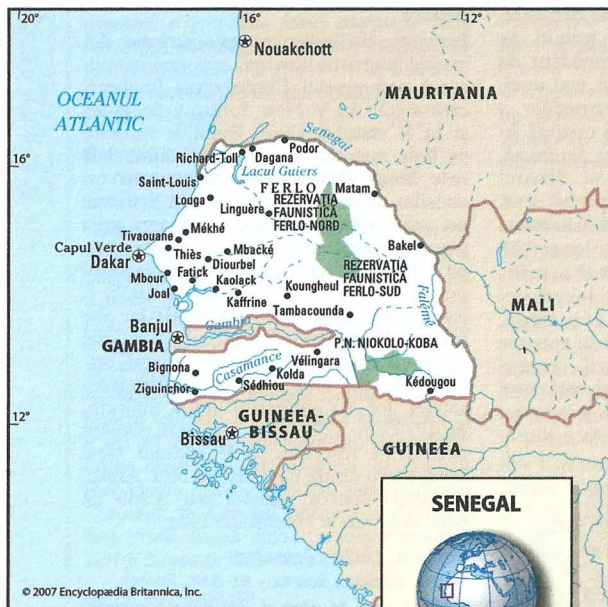 20°
16°
12°
Nouakchott
OCEANUL
ATLANTIC
MAURITANIA
Senegal
Podor
16°
Richard-Toll
Dagana
Lacul Guiers
Saint-Louis
FERLO
Matam
Louga
Linguère
REZERVAȚIA
FAUNISTICĂ
FERLO-NORD
Mékhé
Tivaouane
Bakel
Capul Verde
Mbacké
Thiès
Dakar
Diourbel
REZERVAȚIA
FAUNISTICĂ
FERLO-SUD
Mbour
Fatick
Kaolack
Koungheul
Falémé
Joal
Kaffrine
MALI
Tambacounda
Banjul
Gambia
GAMBIA
P.N. NIOKOLO-KOBA
Vélingara
Bignona
Casamance
Kolda
Sédhiou
Kédougou
Ziguinchor
12°
GUINEEA-
BISSAU
Bissau
GUINEEA
SENEGAL
© 2007 Encyclopædia Britannica, Inc.